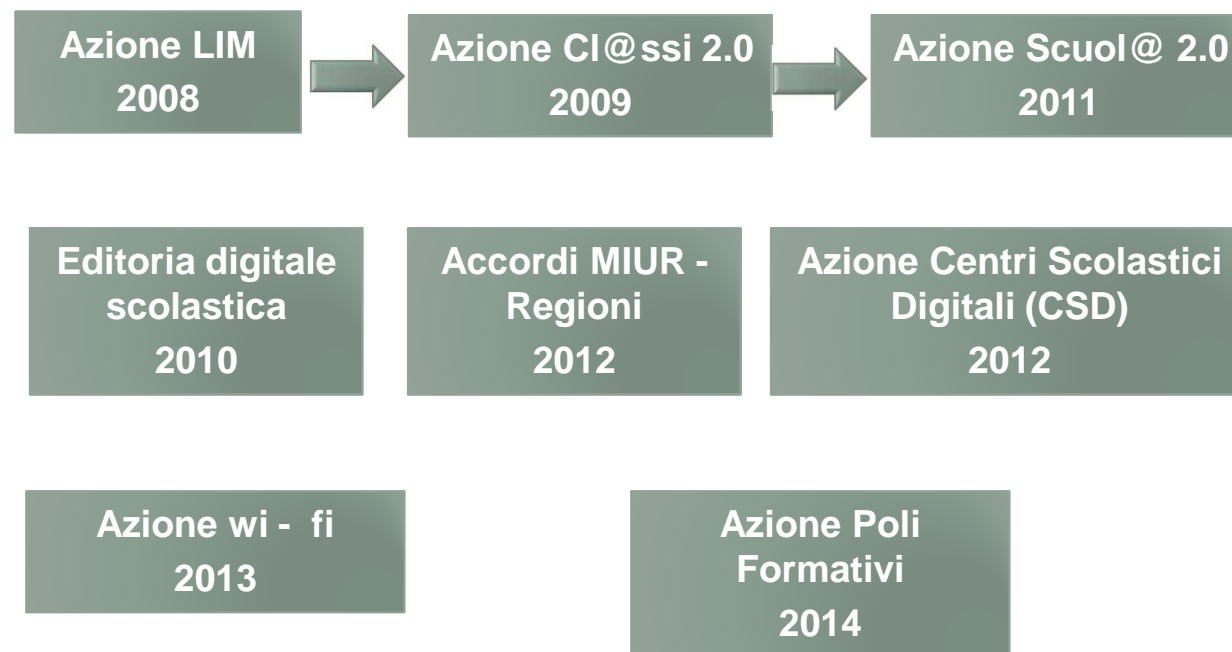 Azione LIM
2008
Azione Cl@ssi 2.0
2009
Azione Scuol@ 2.0
2011
Editoria digitale
scolastica
2010
Accordi MIUR -
Regioni
2012
Azione Centri Scolastici
Digitali (CSD)
2012
Azione wi - fi
2013
Azione Poli
Formativi
2014